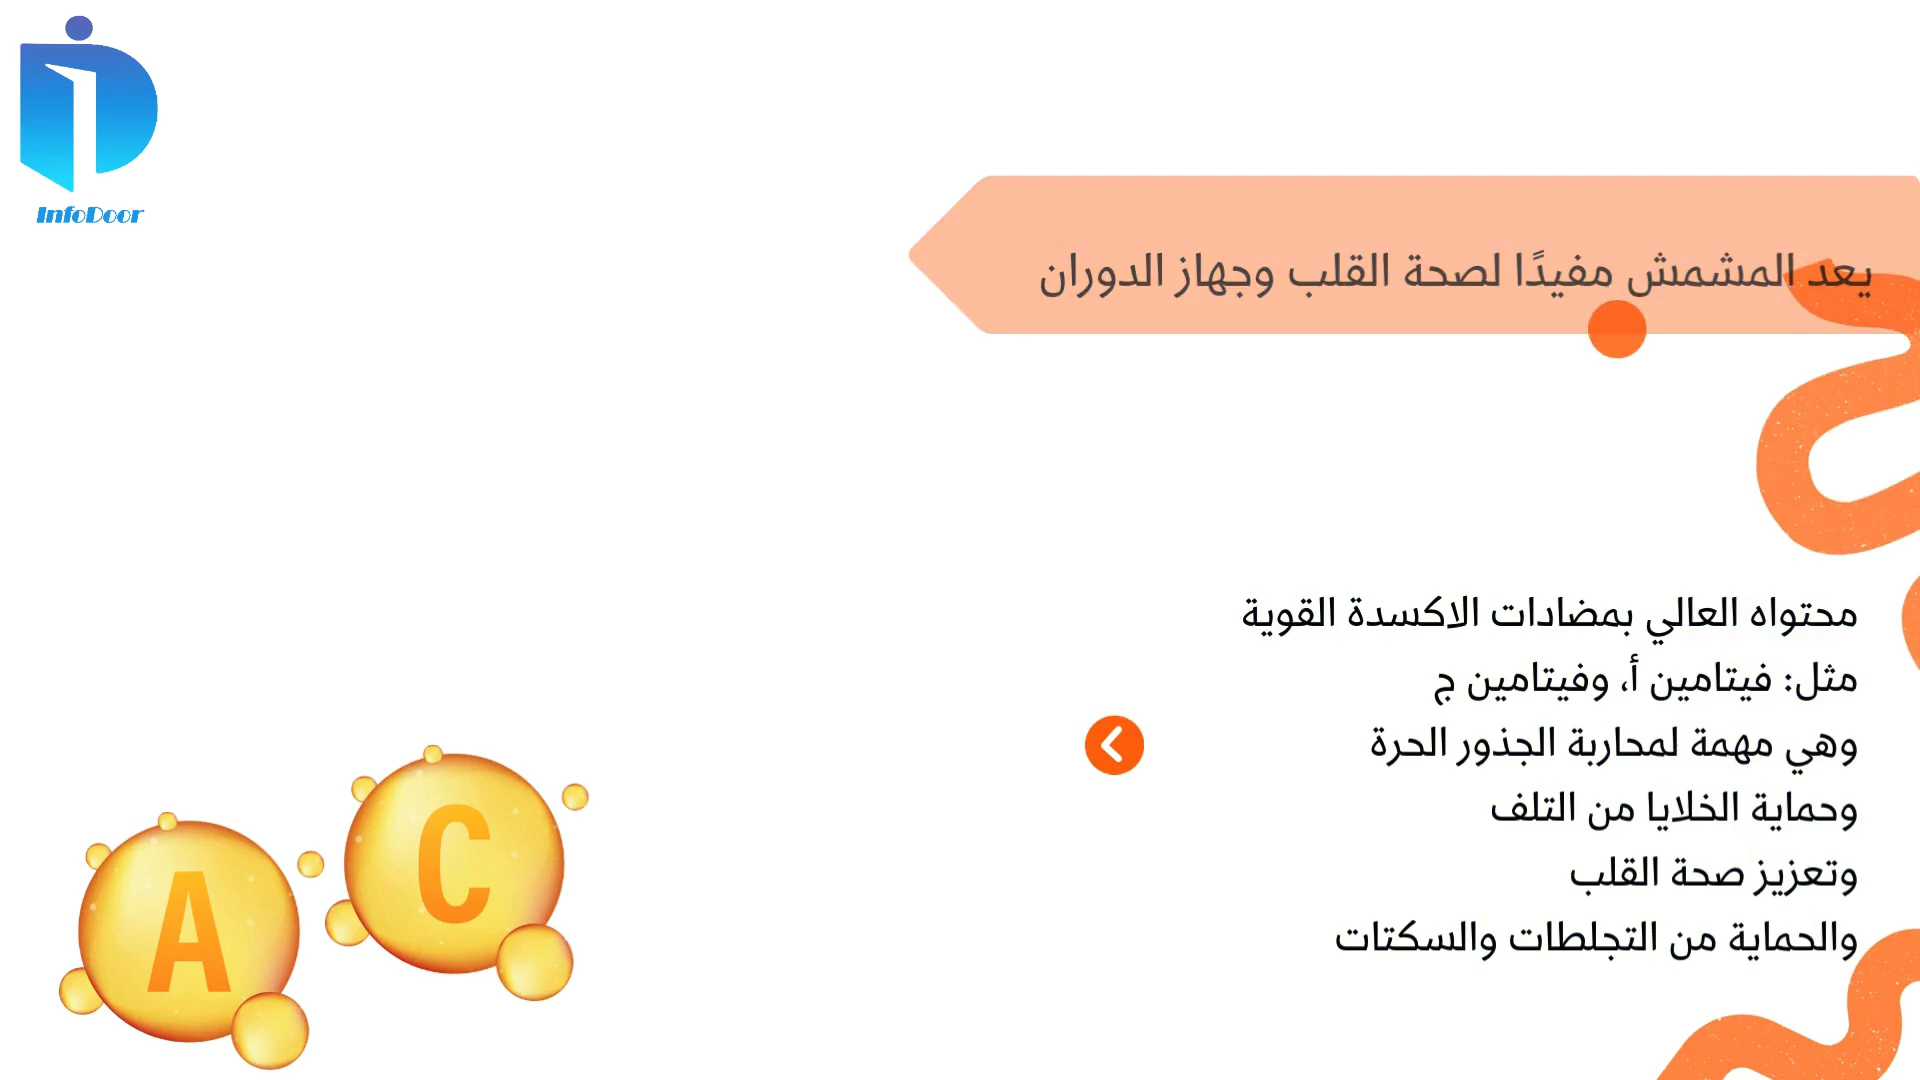 InfoDoor
يعد المشمش مفيدًا لصحة القلب وجهاز الدوران
محتواه العالي بمضادات الاكسدة القوية
مثل: فيتامين أ، وفيتامين ج
وهي مهمة لمحاربة الجذور الحرة
وحماية الخلايا من التلف
وتعزيز صحة القلب
والحماية من التجلطات والسكتات
A
C